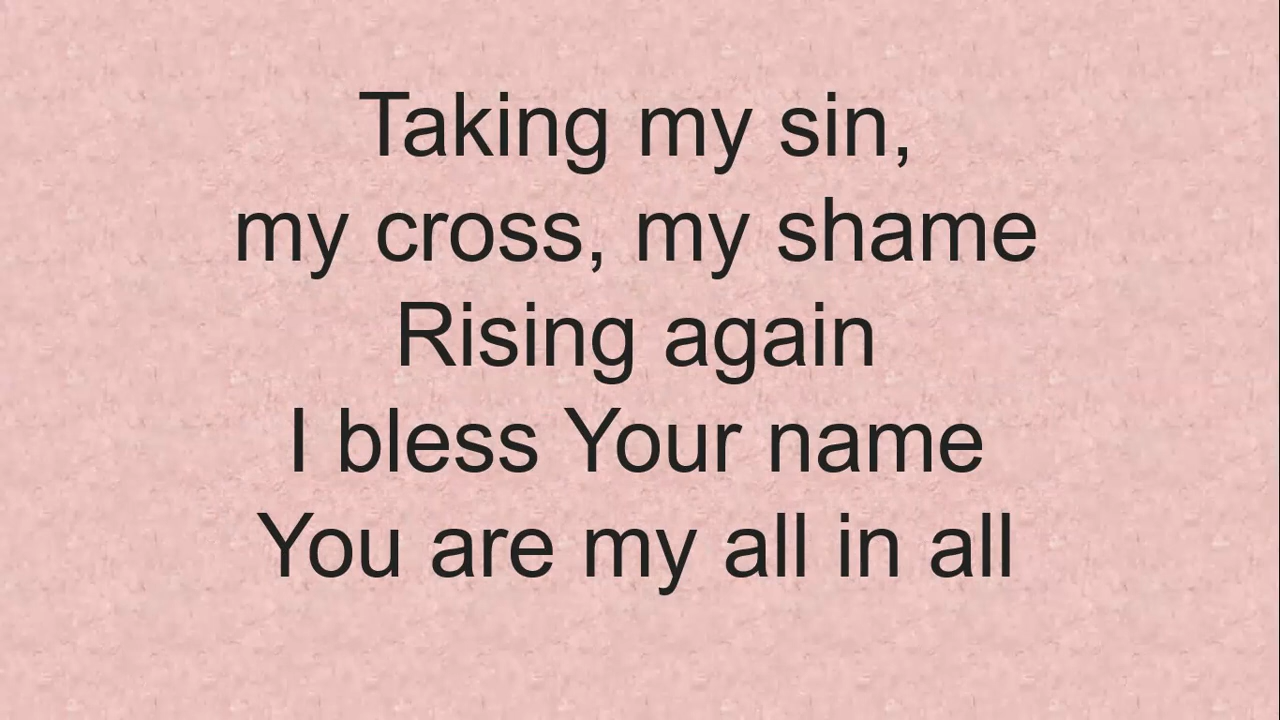 Taking my sin,
my cross, my shame
Rising again
I bless Your name
You are my all in all